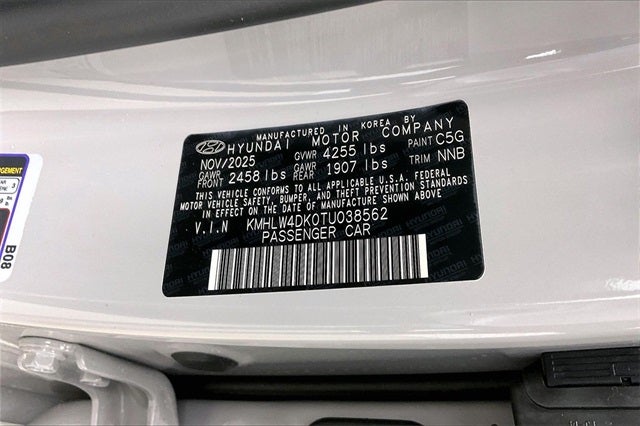 MANUFACTURED IN KOREA BY
HYUNDAI MOTOR COMPANY
NOV/2025 GVWR 4255 lbs PAINT C5G
GAWR FRONT 2458 lbs GAWR REAR 1907 lbs TRIM NNB
THIS VEHICLE CONFORMS TO ALL APPLICABLE U.S.A. FEDERAL
MOTOR VEHICLE SAFETY, BUMPER, AND THEFT PREVENTION STANDARDS
IN EFFECT ON THE DATE OF MANUFACTURE SHOWN ABOVE
V.I.N KMHLW4DK0TU038562
PASSENGER CAR
B08